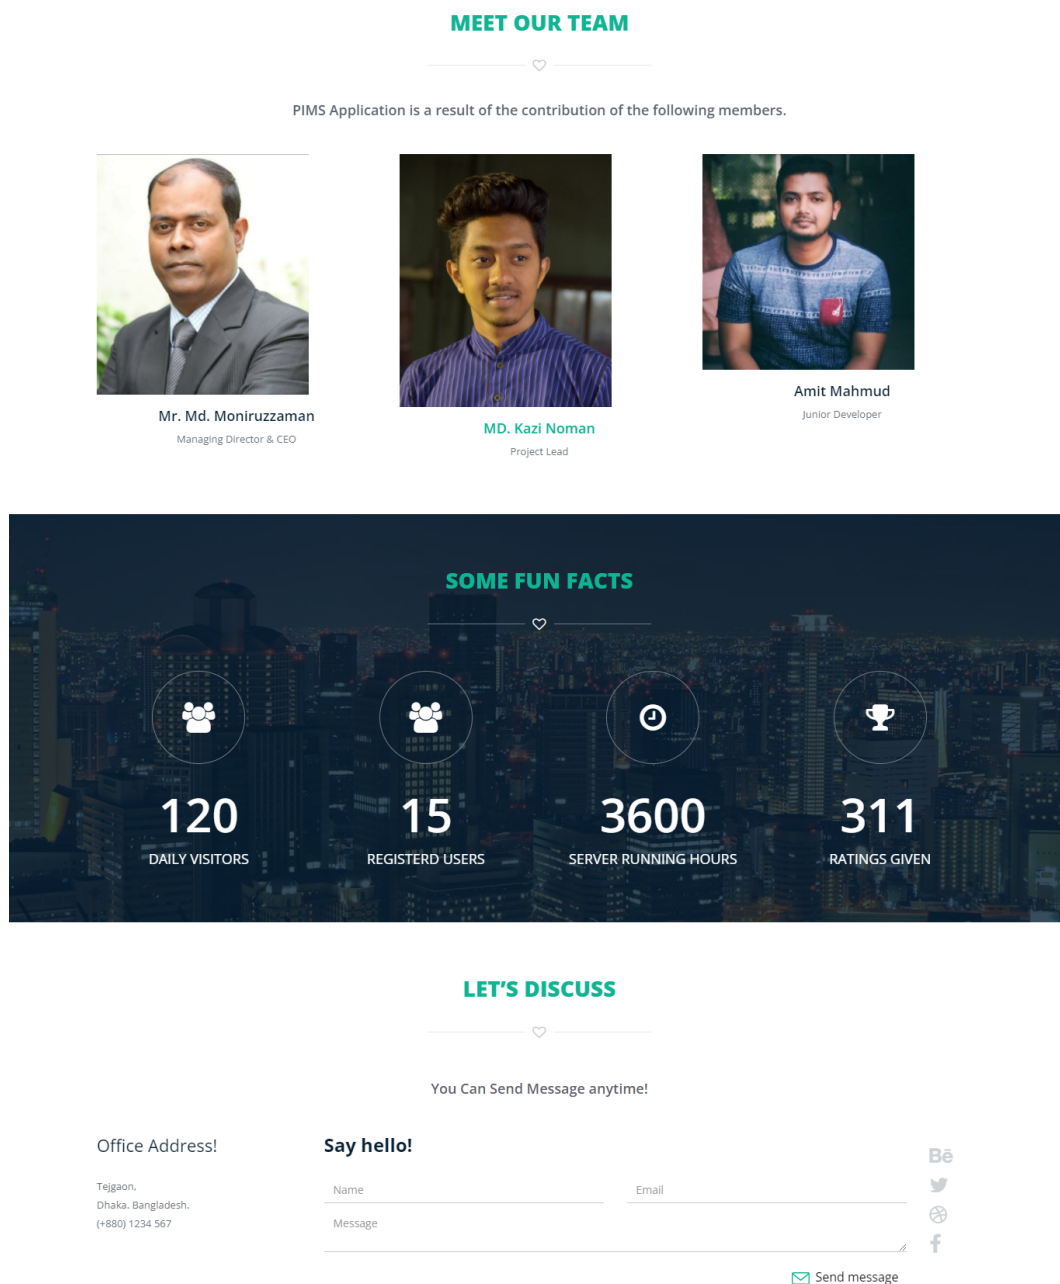 MEET OUR TEAM
PIMS Application is a result of the contribution of the following members.
Mr. Md. Moniruzzaman
Managing Director & CEO
MD. Kazi Noman
Project Lead
Amit Mahmud
Junior Developer
SOME FUN FACTS
120
DAILY VISITORS
15
REGISTERD USERS
3600
SERVER RUNNING HOURS
311
RATINGS GIVEN
LET'S DISCUSS
You Can Send Message anytime!
Office Address!
Tejgaon,
Dhaka. Bangladesh.
(+880) 1234 567
Say hello!
Name
Email
Message
Send message
Bē